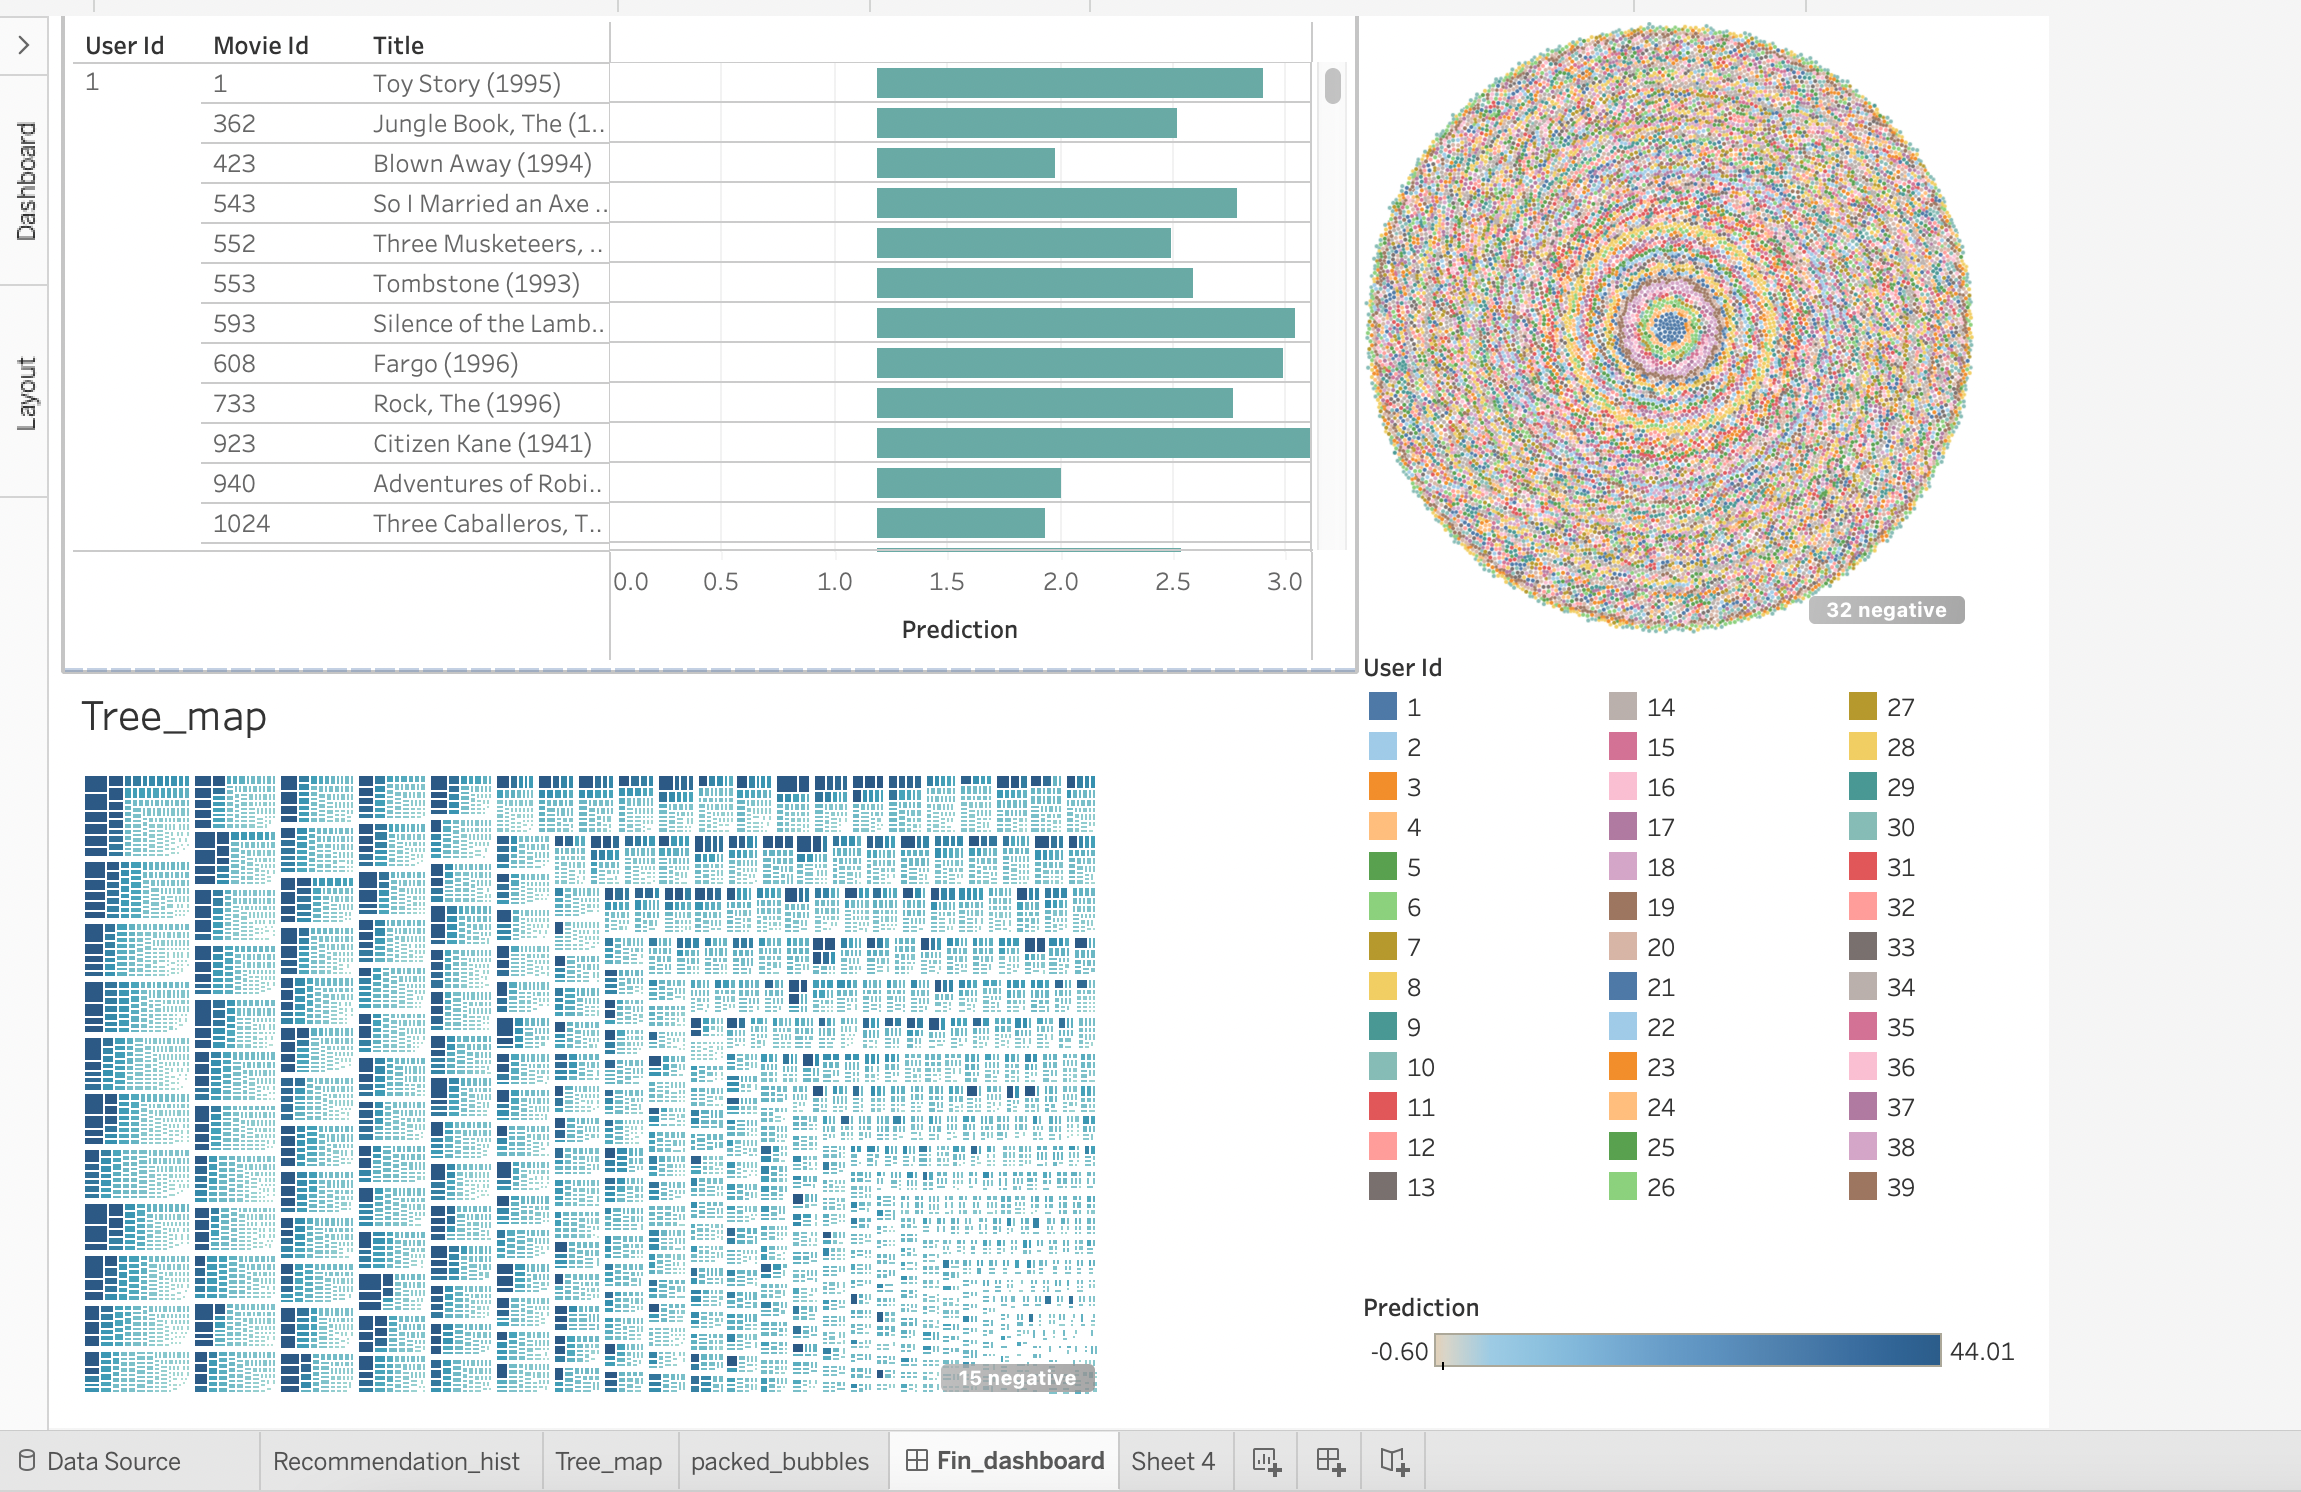 User Id Movie Id Title
1 1 Toy Story (1995)
362 Jungle Book, The (1..
423 Blown Away (1994)
543 So I Married an Axe ..
552 Three Musketeers, ..
553 Tombstone (1993)
593 Silence of the Lamb..
608 Fargo (1996)
733 Rock, The (1996)
923 Citizen Kane (1941)
940 Adventures of Robi..
1024 Three Caballeros, T..
0.0 0.5 1.0 1.5 2.0 2.5 3.0
Prediction
Dashboard
Layout
32 negative
User Id
1 14 27
2 15 28
3 16 29
4 17 30
5 18 31
6 19 32
7 20 33
8 21 34
9 22 35
10 23 36
11 24 37
12 25 38
13 26 39
Tree_map
15 negative
Prediction
-0.60 44.01
Data Source Recommendation_hist Tree_map packed_bubbles Fin_dashboard Sheet 4